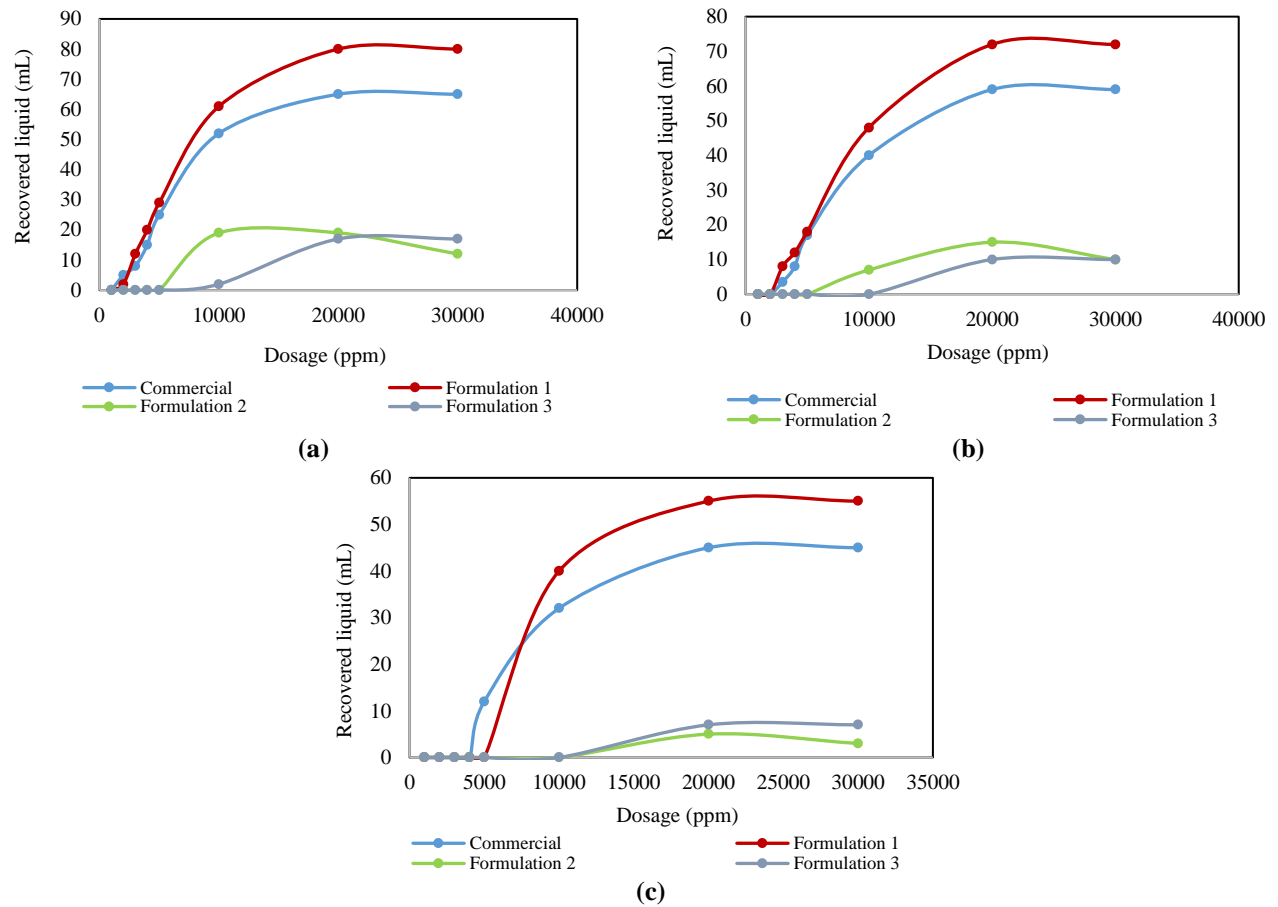 90
80
70
60
50
40
30
20
10
0
Recovered liquid (mL)
0 10000 20000 30000 40000
Dosage (ppm)
Commercial Formulation 1
Formulation 2 Formulation 3
(a)
80
70
60
50
40
30
20
10
0
Recovered liquid (mL)
0 10000 20000 30000 40000
Dosage (ppm)
Commercial Formulation 1
Formulation 2 Formulation 3
(b)
60
50
40
30
20
10
0
Recovered liquid (mL)
0 5000 10000 15000 20000 25000 30000 35000
Dosage (ppm)
Commercial Formulation 1
Formulation 2 Formulation 3
(c)